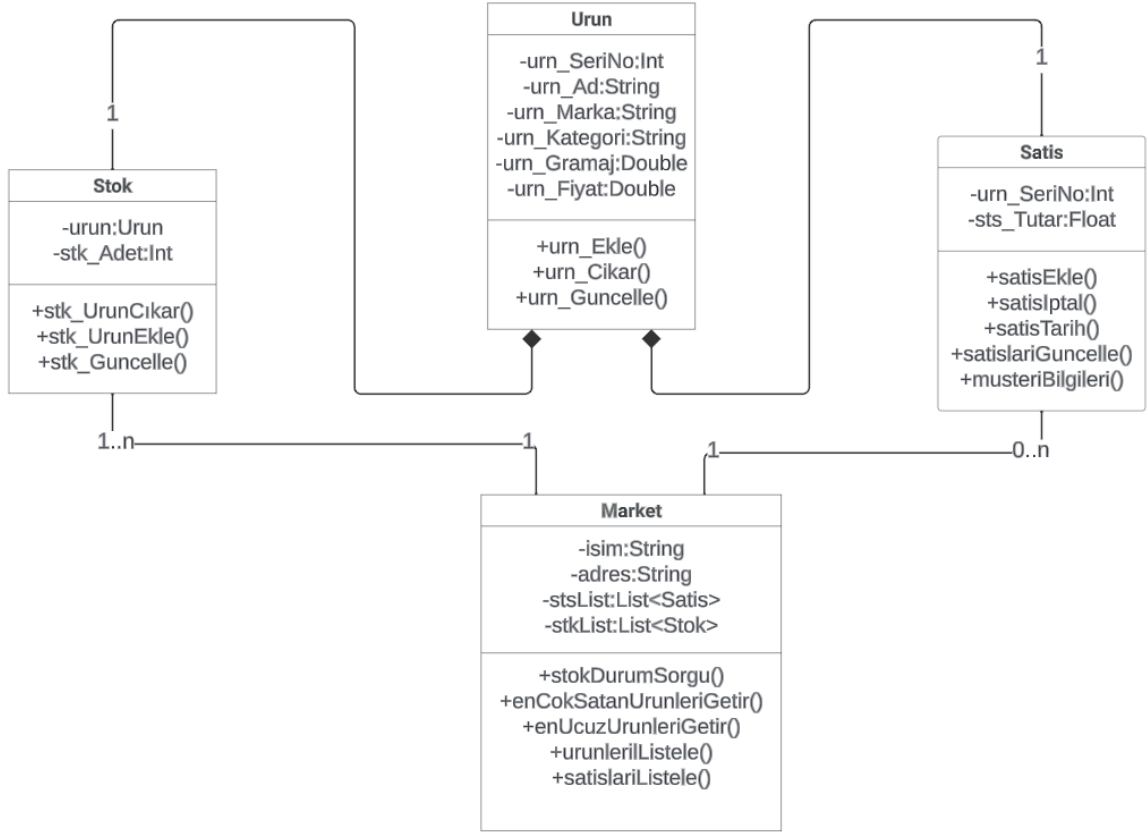 Urun
-urn_SeriNo:Int
-urn_Ad:String
-urn_Marka:String
-urn_Kategori:String
-urn_Gramaj:Double
-urn_Fiyat:Double
+urn_Ekle()
+urn_Cikar()
+urn_Guncelle()
1
Stok
-urun:Urun
-stk_Adet:Int
+stk_UrunCıkar()
+stk_UrunEkle()
+stk_Guncelle()
1
Satis
-urn_SeriNo:Int
-sts_Tutar:Float
+satisEkle()
+satisIptal()
+satisTarih()
+satislariGuncelle()
+musteriBilgileri()
1..n
1
1
0..n
Market
-isim:String
-adres:String
-stsList:List<Satis>
-stkList:List<Stok>
+stokDurumSorgu()
+enCokSatanUrunleriGetir()
+enUcuzUrunleriGetir()
+urunlerilListele()
+satislariListele()